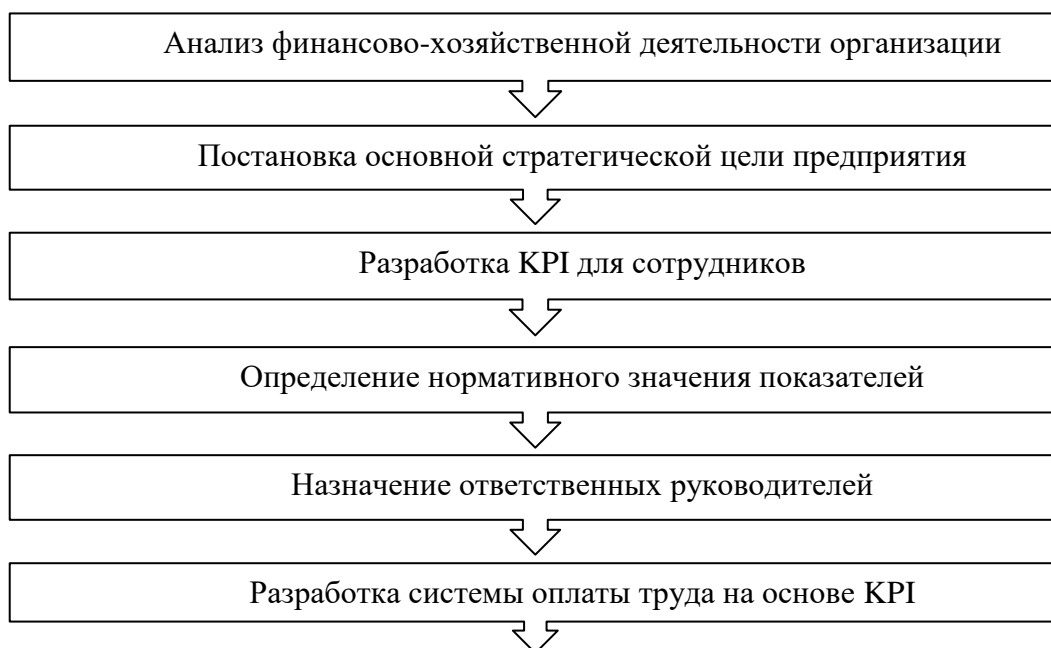 Анализ финансово-хозяйственной деятельности организации
Постановка основной стратегической цели предприятия
Разработка KPI для сотрудников
Определение нормативного значения показателей
Назначение ответственных руководителей
Разработка системы оплаты труда на основе KPI